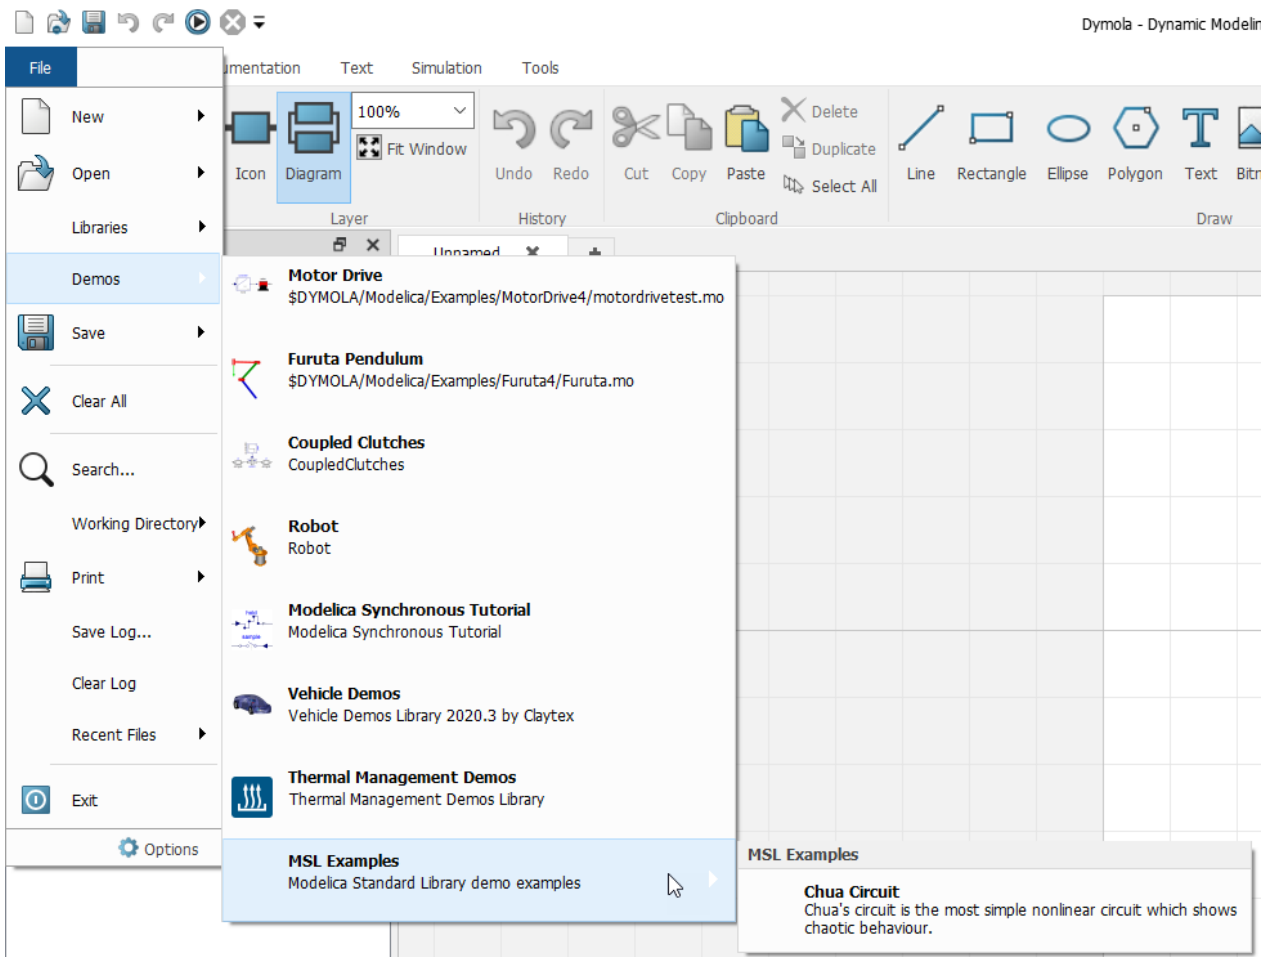 Dymola - Dynamic Modelin
File
umentation Text Simulation Tools
New
Open
Libraries
Demos
Save
Clear All
Search...
Working Directory
Print
Save Log...
Clear Log
Recent Files
Exit
Options
Icon
Diagram
100%
Fit Window
Layer
Undo
Redo
History
Cut
Copy
Paste
Delete
Duplicate
Select All
Clipboard
Line
Rectangle
Ellipse
Polygon
Text
Bitm
Draw
Unnamed
Motor Drive
$DYMOLA/Modelica/Examples/MotorDrive4/motordrivetest.mo
Furuta Pendulum
$DYMOLA/Modelica/Examples/Furuta4/Furuta.mo
Coupled Clutches
CoupledClutches
Robot
Robot
Modelica Synchronous Tutorial
Modelica Synchronous Tutorial
Vehicle Demos
Vehicle Demos Library 2020.3 by Claytex
Thermal Management Demos
Thermal Management Demos Library
MSL Examples
Modelica Standard Library demo examples
MSL Examples
Chua Circuit
Chua's circuit is the most simple nonlinear circuit which shows
chaotic behaviour.